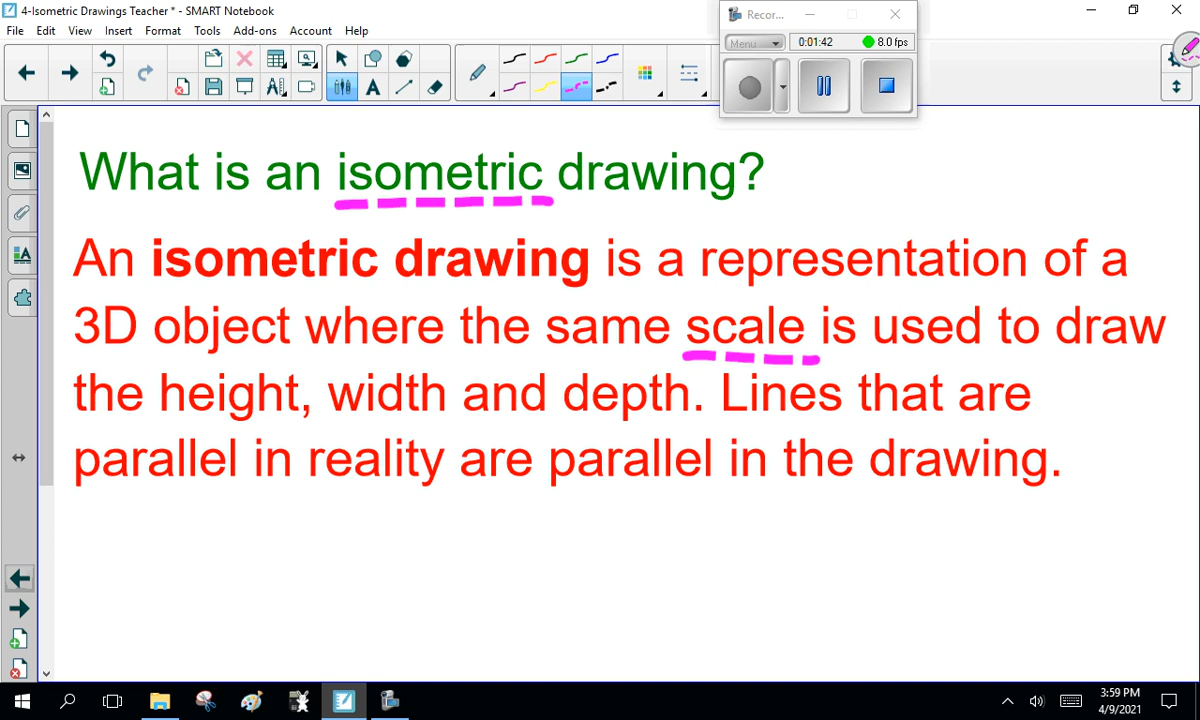 4-Isometric Drawings Teacher * - SMART Notebook
Recor...
File Edit View Insert Format Tools Add-ons Account Help
Menu 0:01:42 8.0 fps
What is an isometric drawing?
An isometric drawing is a representation of a
3D object where the same scale is used to draw
the height, width and depth. Lines that are
parallel in reality are parallel in the drawing.
3:59 PM
4/9/2021